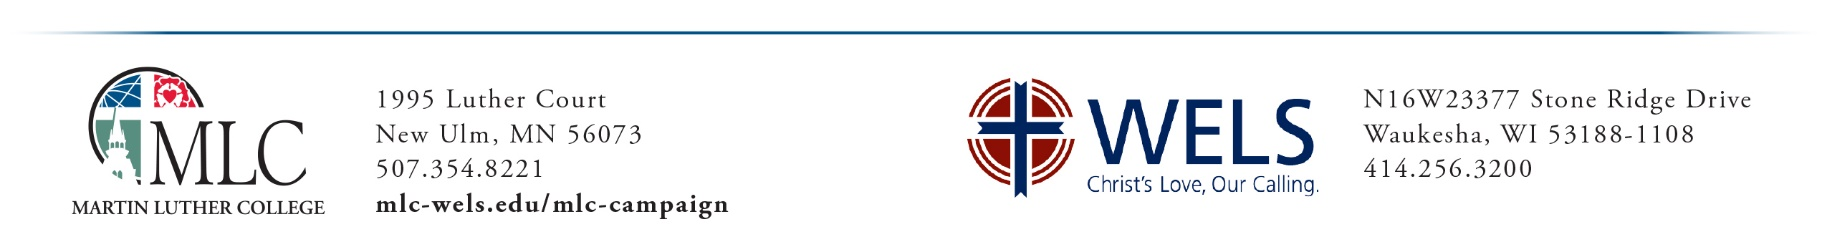 MLC
MARTIN LUTHER COLLEGE
1995 Luther Court
New Ulm, MN 56073
507.354.8221
mlc-wels.edu/mlc-campaign
WELS
Christ's Love, Our Calling.
N16W23377 Stone Ridge Drive
Waukesha, WI 53188-1108
414.256.3200